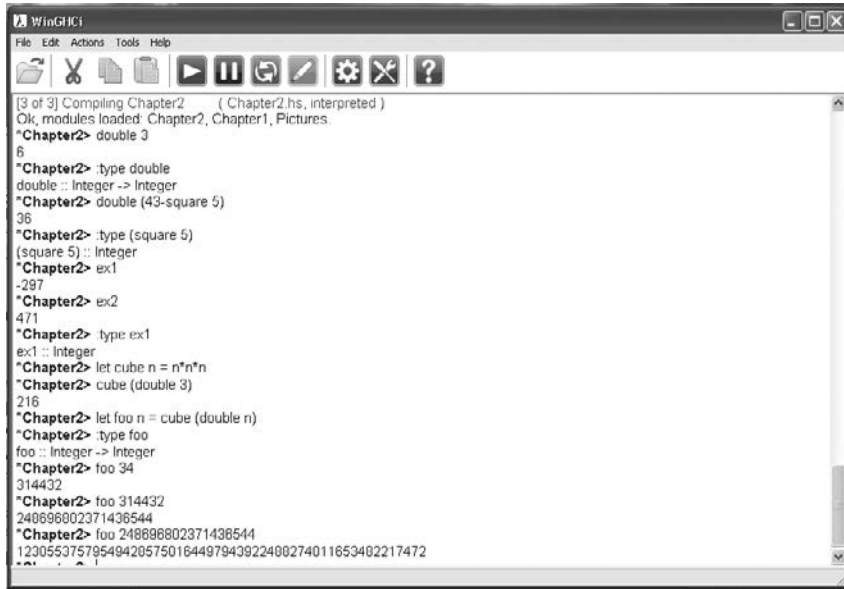 WinGHCi
File Edit Actions Tools Help
[3 of 3] Compiling Chapter2 ( Chapter2.hs, interpreted )
Ok, modules loaded: Chapter2, Chapter1, Pictures.
*Chapter2> double 3
6
*Chapter2> :type double
double :: Integer -> Integer
*Chapter2> double (43-square 5)
36
*Chapter2> :type (square 5)
(square 5) :: Integer
*Chapter2> ex1
-297
*Chapter2> ex2
471
*Chapter2> :type ex1
ex1 :: Integer
*Chapter2> let cube n = n*n*n
*Chapter2> cube (double 3)
216
*Chapter2> let foo n = cube (double n)
*Chapter2> :type foo
foo :: Integer -> Integer
*Chapter2> foo 34
314432
*Chapter2> foo 314432
248696802371436544
*Chapter2> foo 248696802371436544